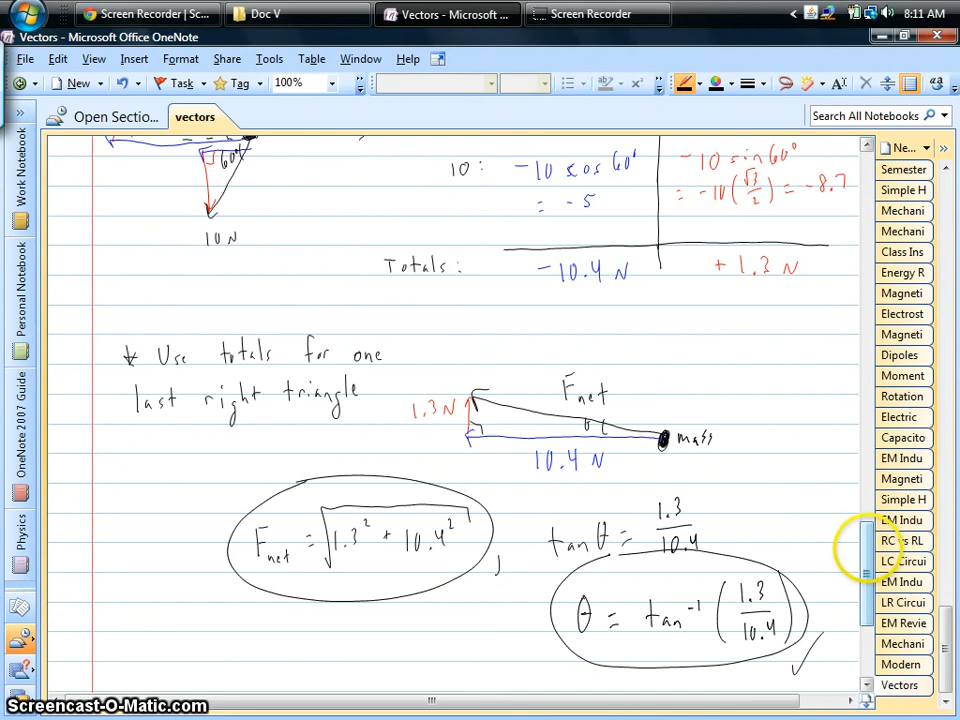 Screen Recorder | Sc...
Doc V
Vectors - Microsoft ...
Screen Recorder
8:11 AM
Vectors - Microsoft Office OneNote
File Edit View Insert Format Share Tools Table Window Help
New Task Tag 100%
Open Sectio... vectors
Search All Notebooks
Ne...
Work Notebook
Personal Notebook
OneNote 2007 Guide
Physics
Semester
Simple H
Mechani
Mechani
Class Ins
Energy R
Magneti
Electrost
Magneti
Dipoles
Moment
Rotation
Electric
Capacito
EM Indu
Magneti
Simple H
EM Indu
RC vs RL
LC Circui
EM Indu
LR Circui
EM Revie
Mechani
Modern
Vectors
60°
10 N
10 : -10 cos 60° -10 sin 60°
= -5 = -10 (√3/2) = -8.7
Totals: -10.4 N +1.3 N
* Use totals for one
last right triangle
Fnet
1.3 N θ mass
10.4 N
Fnet = √1.3² + 10.4² , tanθ = 1.3/10.4
θ = tan⁻¹ (1.3/10.4)
Screencast-O-Matic.com